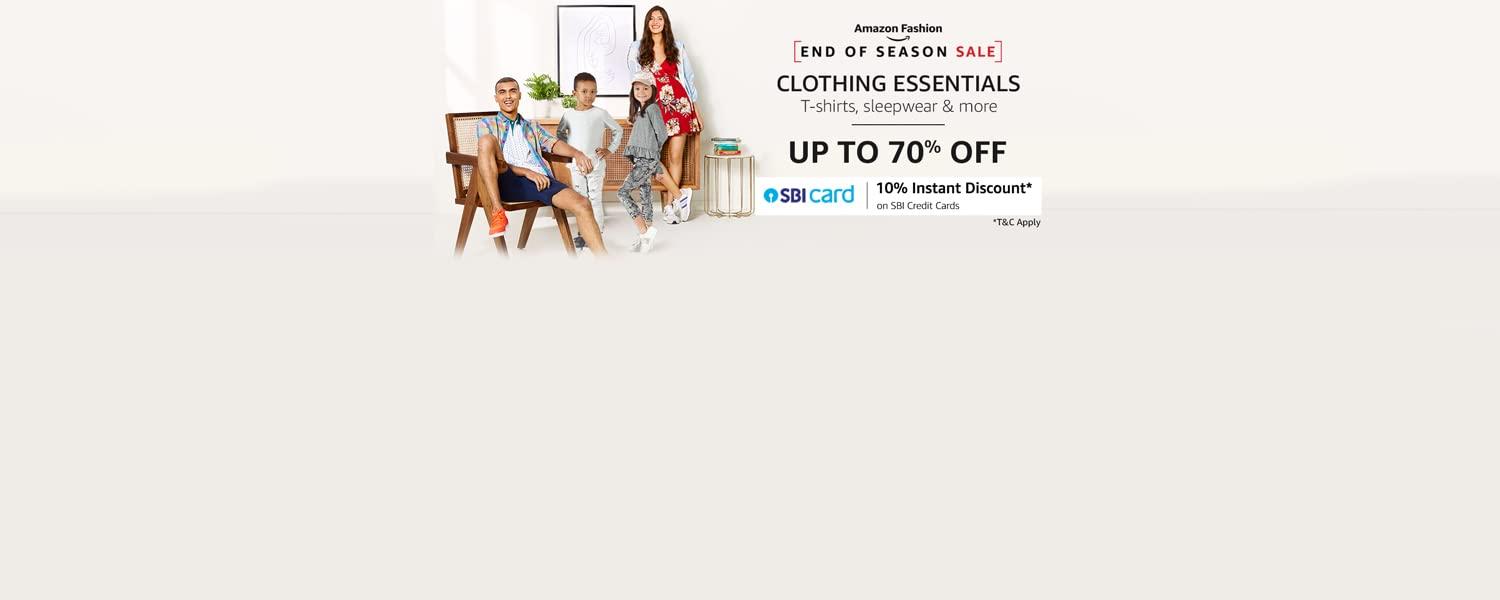 Amazon Fashion
[END OF SEASON SALE]
CLOTHING ESSENTIALS
T-shirts, sleepwear & more
UP TO 70% OFF
SBI card
10% Instant Discount*
on SBI Credit Cards
*T&C Apply